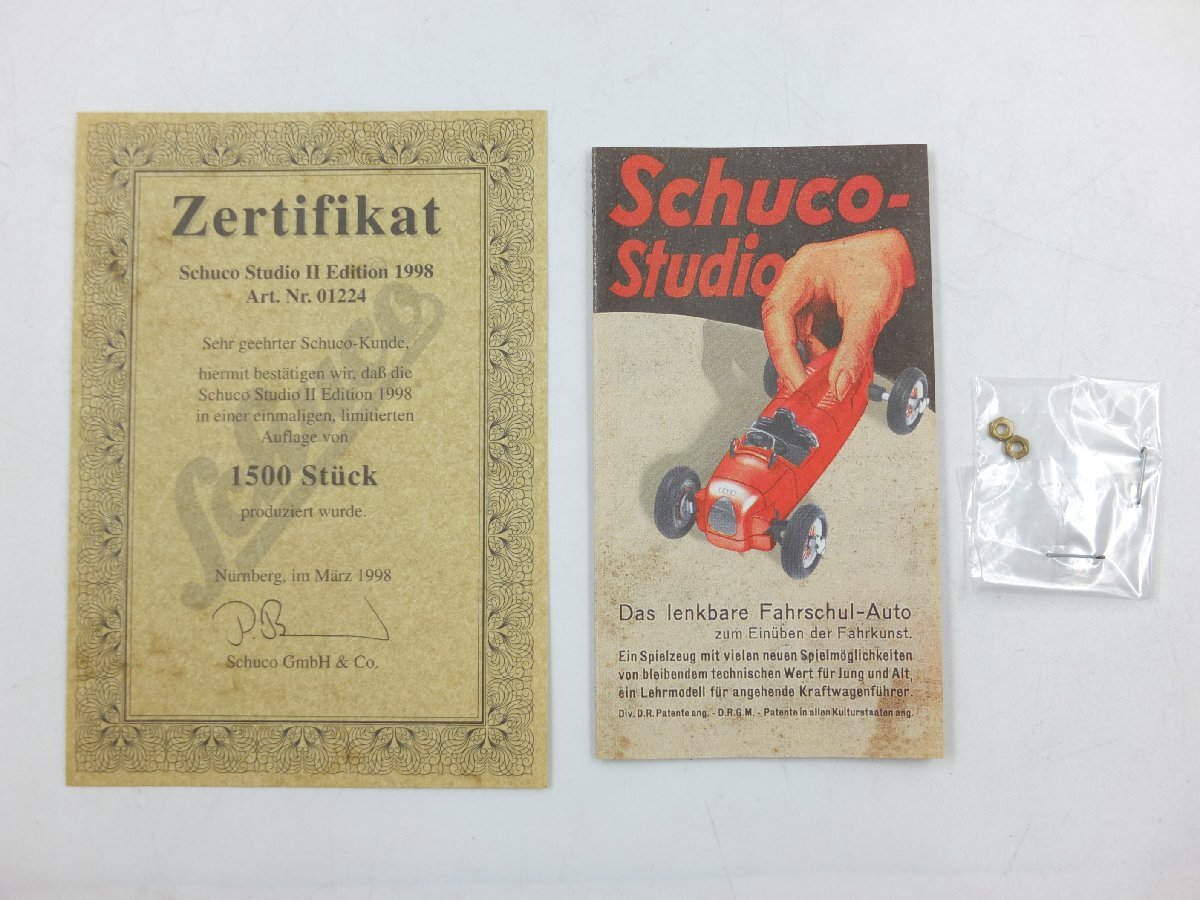 Zertifikat
Schuco Studio II Edition 1998
Art. Nr. 01224
Sehr geehrter Schuco-Kunde,
hiermit bestätigen wir, daß die
Schuco Studio II Edition 1998
in einer einmaligen, limitierten
Auflage von
1500 Stück
produziert wurde.
Schuco
Nürnberg, im März 1998
Schuco GmbH & Co.
Schuco-
Studio
Das lenkbare Fahrschul-Auto
zum Einüben der Fahrkunst.
Ein Spielzeug mit vielen neuen Spielmöglichkeiten
von bleibendem technischen Wert für Jung und Alt,
ein Lehrmodell für angehende Kraftwagenführer.
Div. D.R. Patente ang. - D.R.G.M. - Patente in allen Kulturstaaten ang.